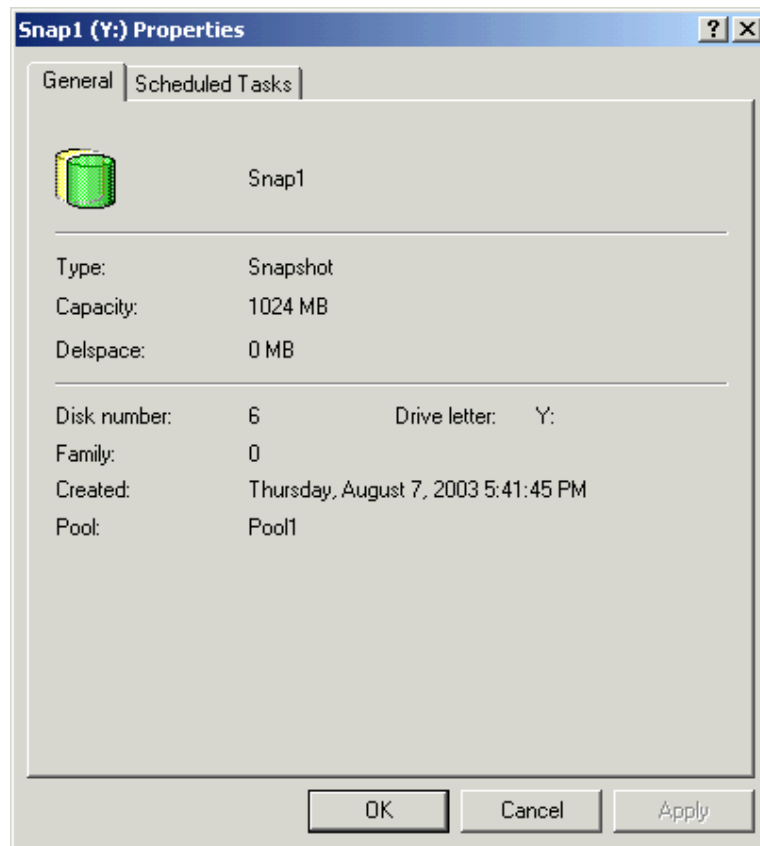 Snap1 (Y:) Properties
General Scheduled Tasks
Snap1
Type: Snapshot
Capacity: 1024 MB
Delspace: 0 MB
Disk number: 6 Drive letter: Y:
Family: 0
Created: Thursday, August 7, 2003 5:41:45 PM
Pool: Pool1
OK Cancel Apply